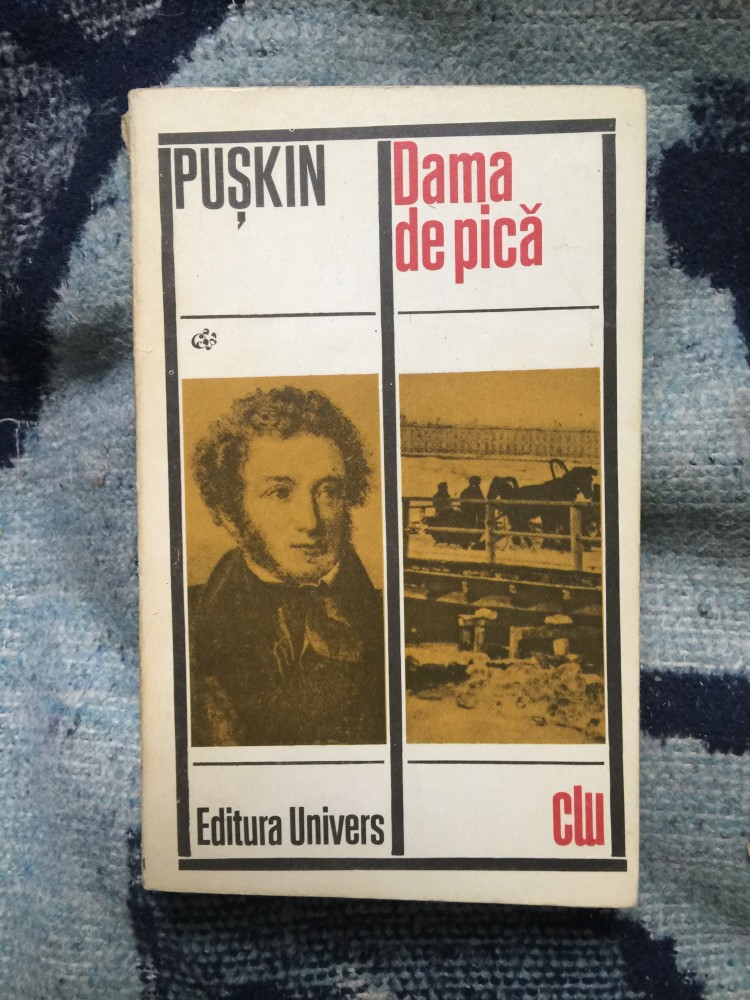 PUȘKIN
Dama
de pică
Editura Univers
clu